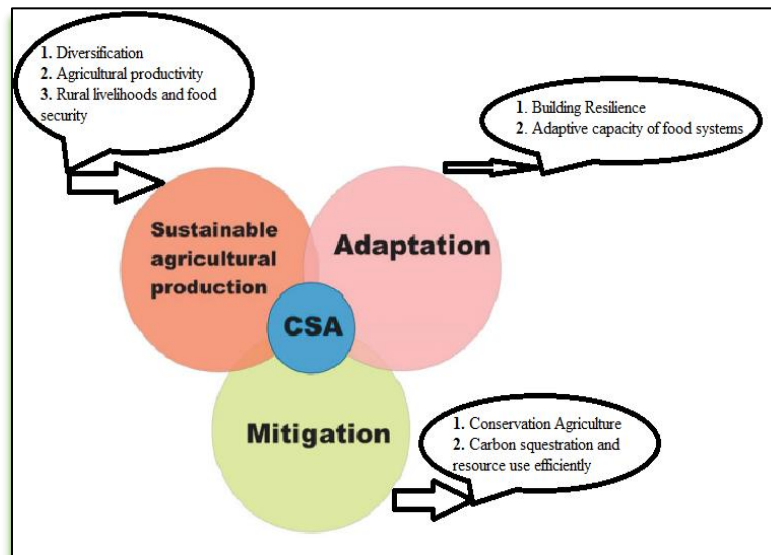 1. Diversification
2. Agricultural productivity
3. Rural livelihoods and food
security
1. Building Resilience
2. Adaptive capacity of food systems
Sustainable
agricultural
production
Adaptation
CSA
Mitigation
1. Conservation Agriculture
2. Carbon squestration and
resource use efficiently